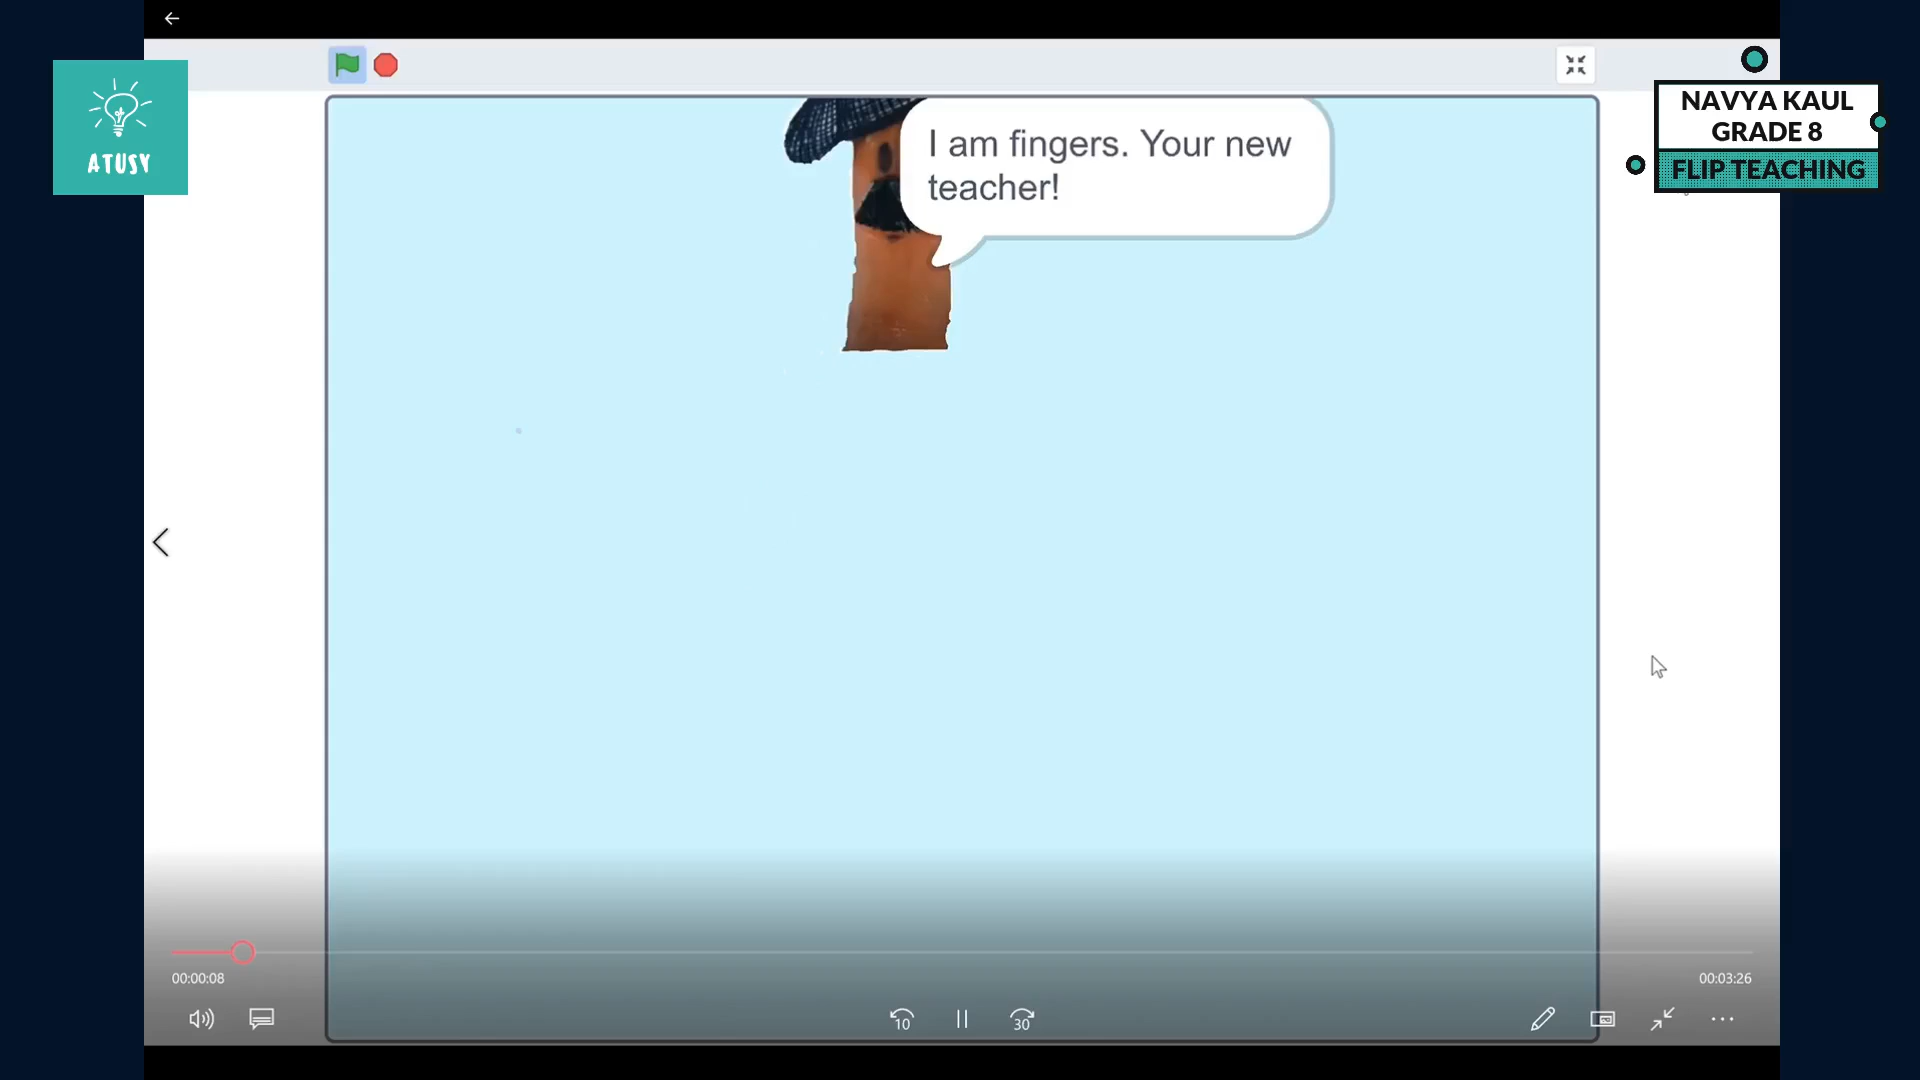 ATUSY
NAVYA KAUL
GRADE 8
FLIP TEACHING
I am fingers. Your new
teacher!
00:00:08
00:03:26
10
30